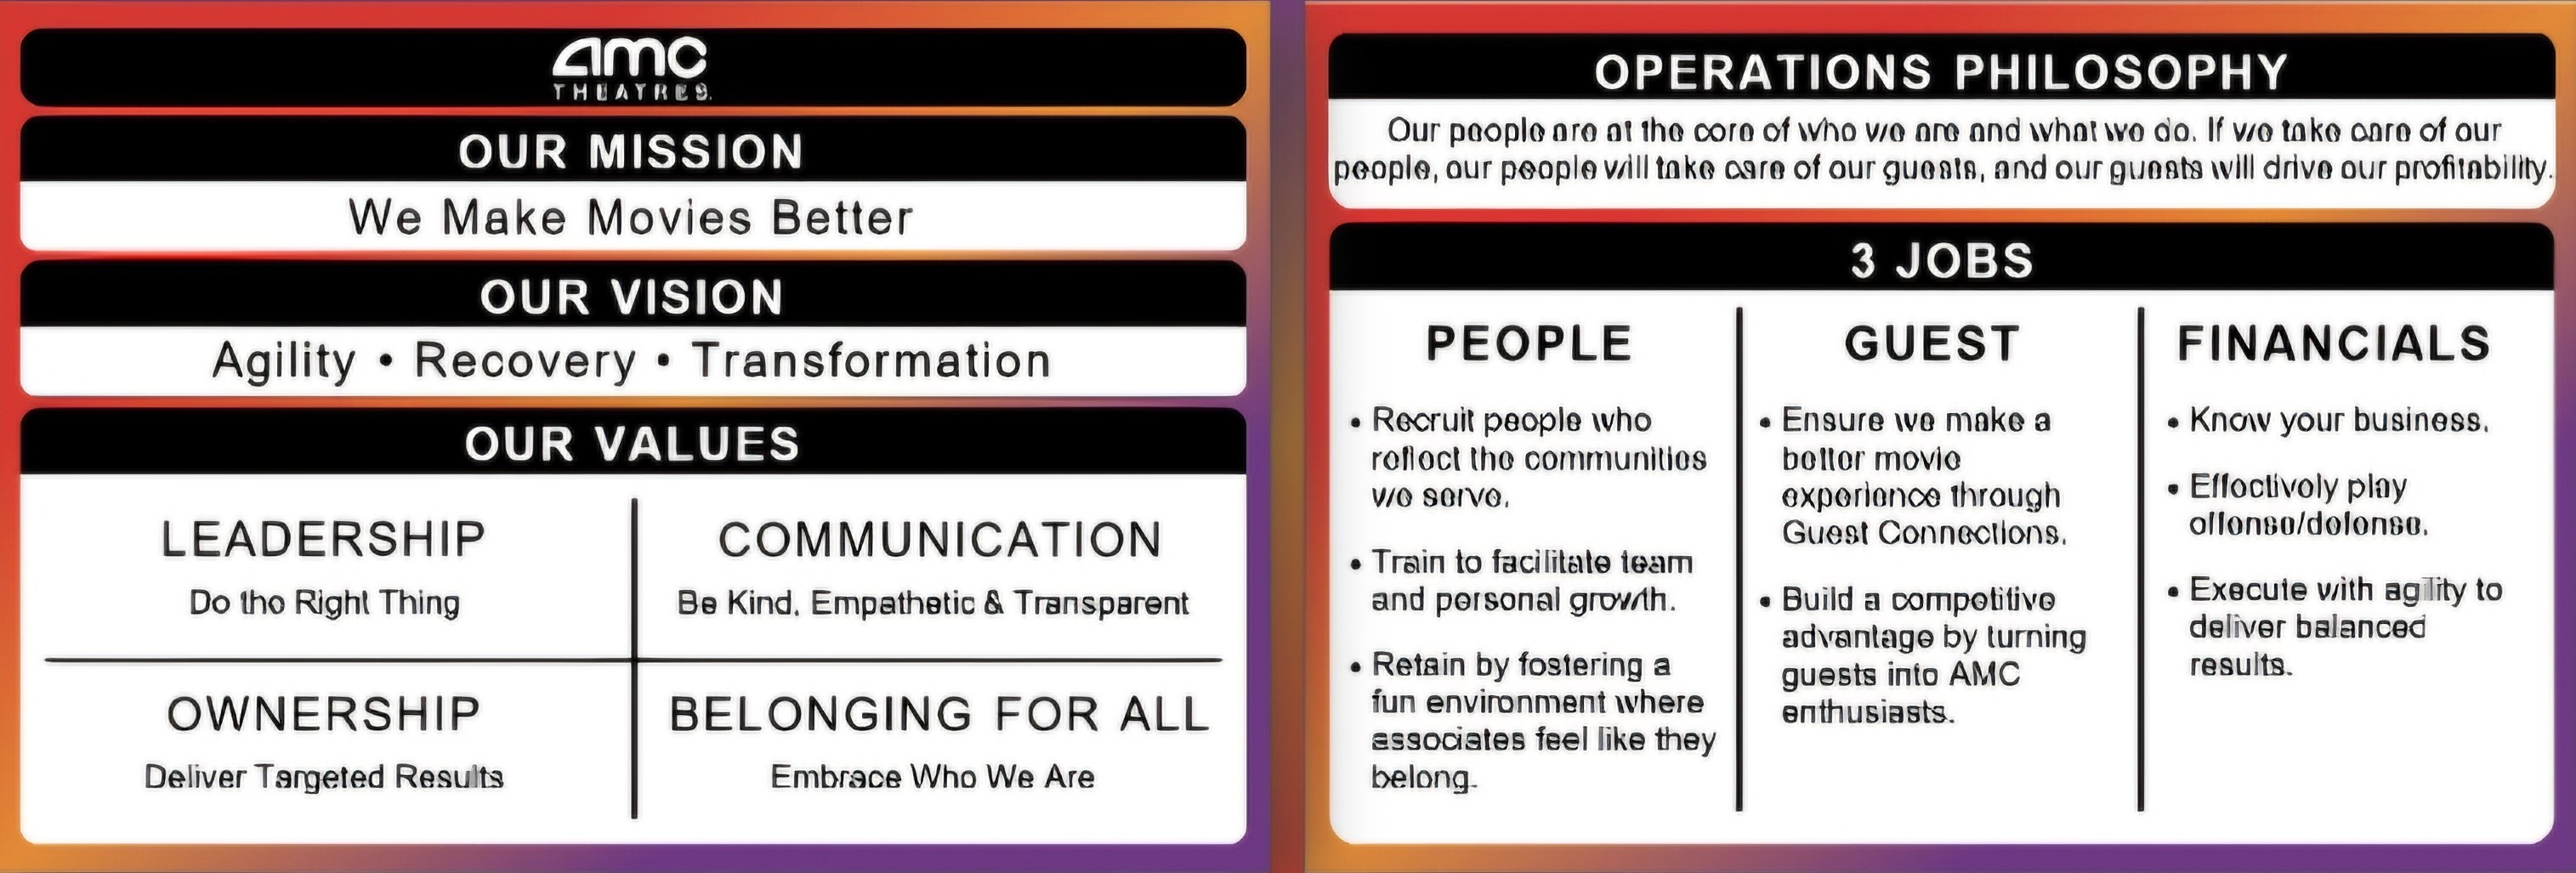 amc
THEATRES.
OUR MISSION
We Make Movies Better
OUR VISION
Agility • Recovery • Transformation
OUR VALUES
LEADERSHIP
Do the Right Thing
COMMUNICATION
Be Kind, Empathetic & Transparent
OWNERSHIP
Deliver Targeted Results
BELONGING FOR ALL
Embrace Who We Are
OPERATIONS PHILOSOPHY
Our people are at the core of who we are and what we do. If we take care of our
people, our people will take care of our guests, and our guests will drive our profitability.
3 JOBS
PEOPLE
• Recruit people who
reflect the communities
we serve.
• Train to facilitate team
and personal growth.
• Retain by fostering a
fun environment where
associates feel like they
belong.
GUEST
• Ensure we make a
better movie
experience through
Guest Connections.
• Build a competitive
advantage by turning
guests into AMC
enthusiasts.
FINANCIALS
• Know your business.
• Effectively play
offense/defense.
• Execute with agility to
deliver balanced
results.